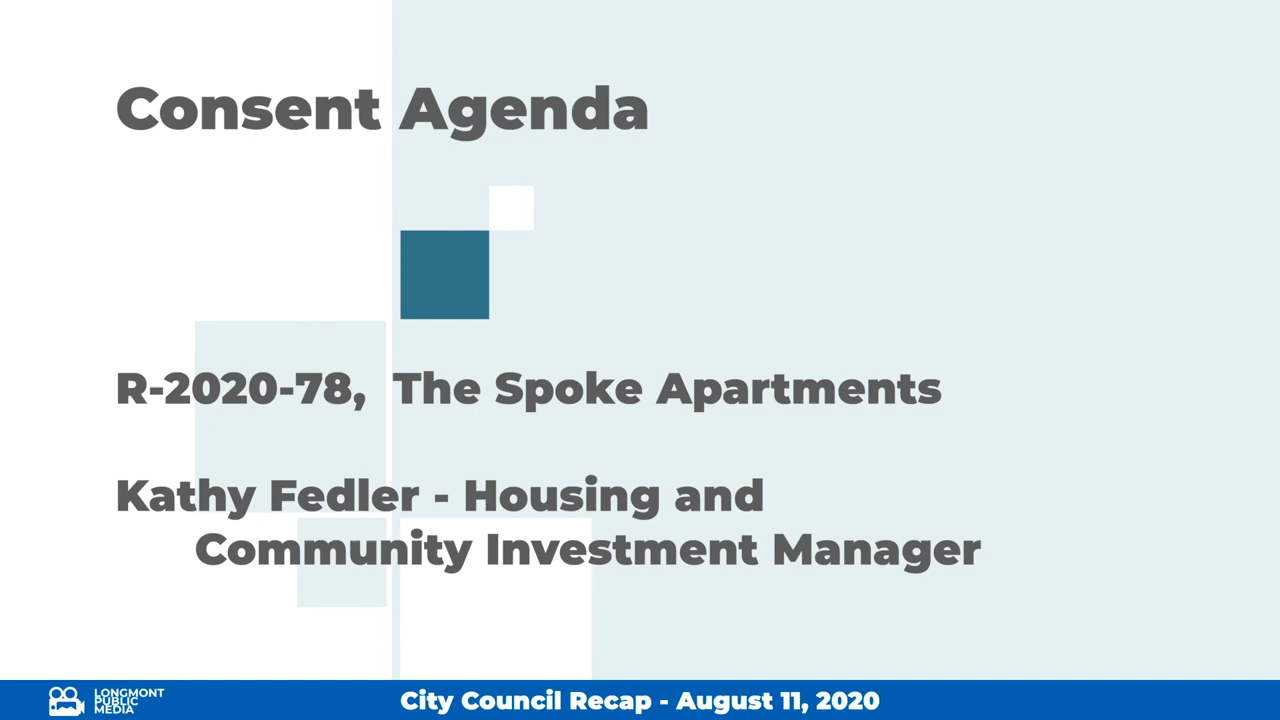 Consent Agenda
R-2020-78, The Spoke Apartments
Kathy Fedler - Housing and
Community Investment Manager
LONGMONT
PUBLIC
MEDIA
City Council Recap - August 11, 2020